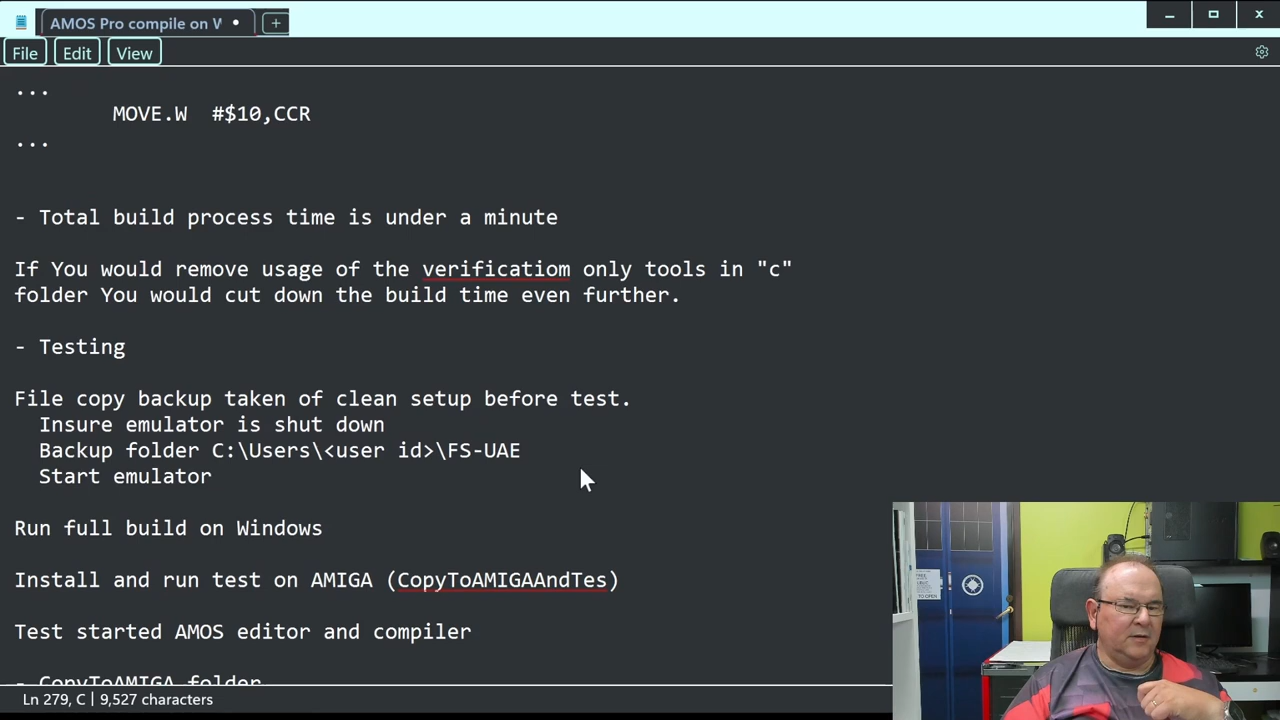 AMOS Pro compile on W
File Edit View
...
MOVE.W #$10,CCR
...
- Total build process time is under a minute
If You would remove usage of the verificatiom only tools in "c"
folder You would cut down the build time even further.
- Testing
File copy backup taken of clean setup before test.
Insure emulator is shut down
Backup folder C:\Users\<user id>\FS-UAE
Start emulator
Run full build on Windows
Install and run test on AMIGA (CopyToAMIGAAndTes)
Test started AMOS editor and compiler
- CopyToAMIGA folder
Ln 279, C
9,527 characters